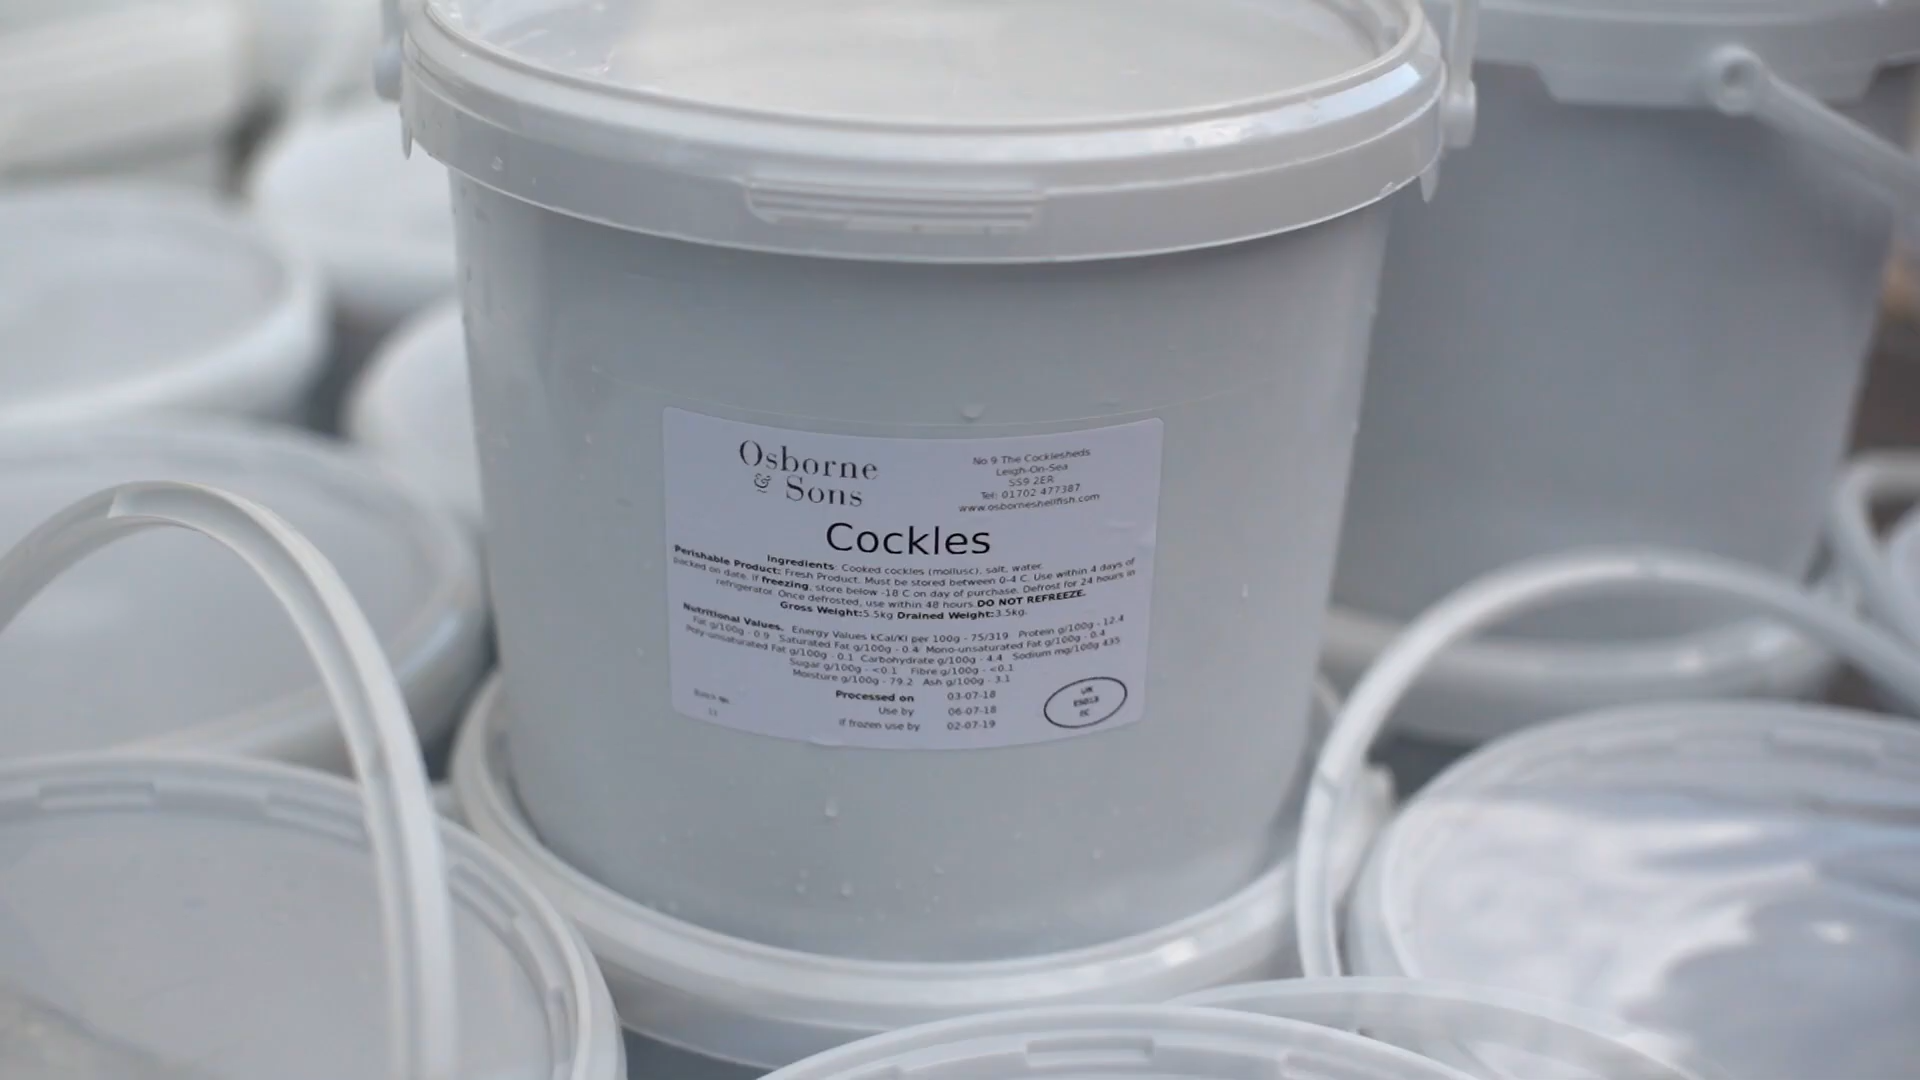 Osborne
& Sons
No 9 The Cocklesheds
Leigh-On-Sea
SS9 2ER
Tel: 01702 477387
www.osborneshellfish.com
Cockles
Ingredients: Cooked cockles (mollusc), salt, water.
Perishable Product: Fresh Product. Must be stored between 0-4 C. Use within 4 days of
packed on date. If freezing, store below -18 C on day of purchase. Defrost for 24 hours in
refrigerator. Once defrosted, use within 48 hours. DO NOT REFREEZE.
Gross Weight:5.5kg Drained Weight:3.5kg.
Nutritional Values. Energy Values kCal/KJ per 100g - 75/319 Protein g/100g - 12.4
Fat g/100g - 0.9 Saturated Fat g/100g - 0.4 Mono-unsaturated Fat g/100g - 0.4
Poly-unsaturated Fat g/100g - 0.1 Carbohydrate g/100g - 4.4 Sodium mg/100g 435
Sugar g/100g - <0.1 Fibre g/100g - <0.1
Moisture g/100g - 79.2 Ash g/100g - 3.1
Processed on 03-07-18
Use by 06-07-18
If frozen use by 02-07-19
Batch No.
UK
EC